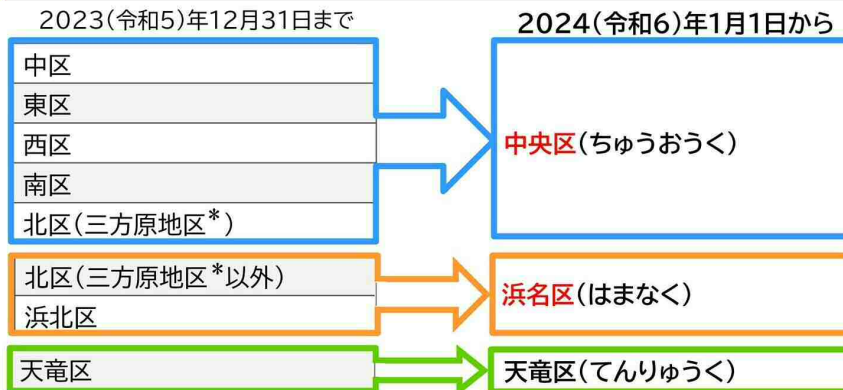 2023(令和5)年12月31日まで
中区
東区
西区
南区
北区(三方原地区*)
北区(三方原地区*以外)
浜北区
天竜区
2024(令和6)年1月1日から
中央区(ちゅうおうく)
浜名区(はまなく)
天竜区(てんりゅうく)